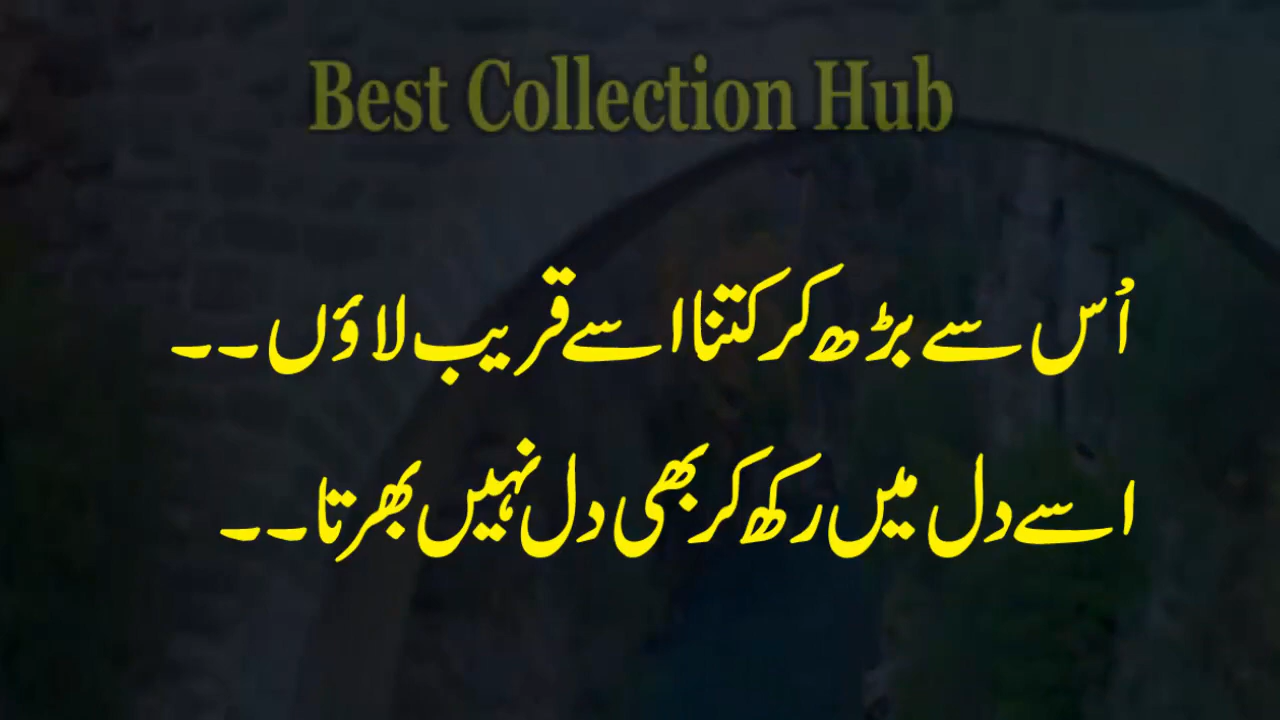 Best Collection Hub
اُس سے بڑھ کر کتنا اسے قریب لاؤں۔۔
اسے دل میں رکھ کر بھی دل نہیں بھرتا۔۔